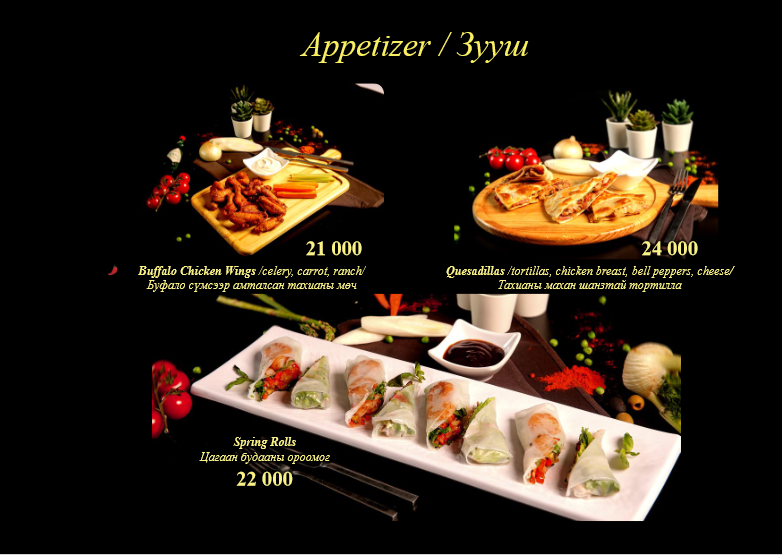 Appetizer / Зууш
21 000
Buffalo Chicken Wings /celery, carrot, ranch/
Буфало сүмсээр амталсан тахианы мөч
24 000
Quesadillas /tortillas, chicken breast, bell peppers, cheese/
Тахианы махан шанзтай тортилла
Spring Rolls
Цагаан будааны ороомог
22 000